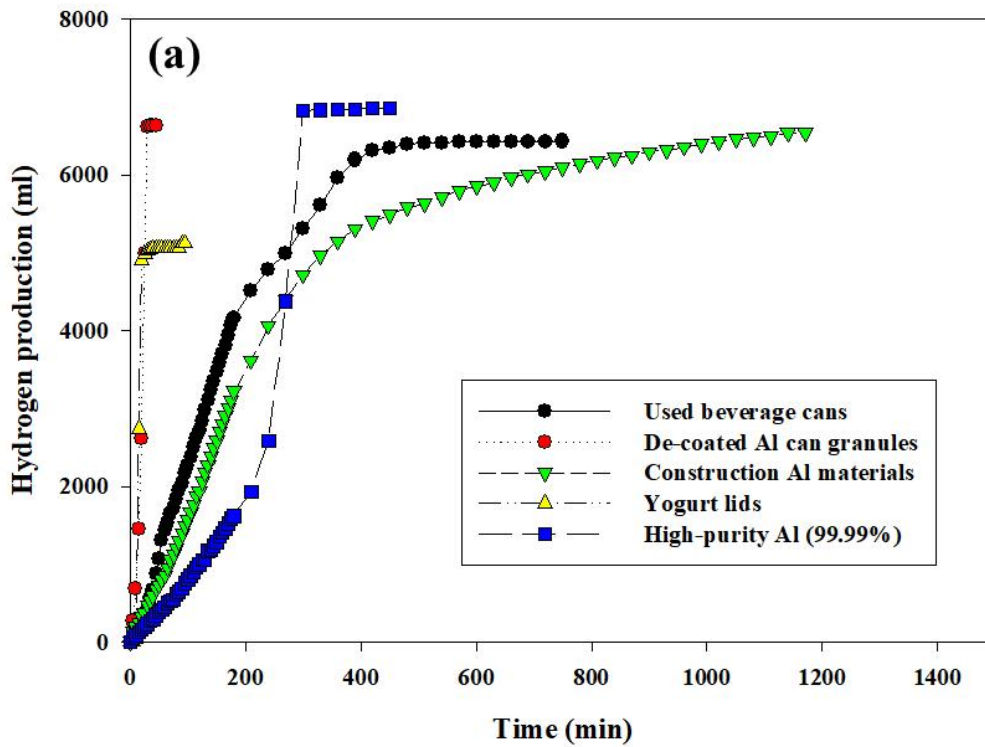 (a)
Hydrogen production (ml)
8000
6000
4000
2000
0
Used beverage cans
De-coated Al can granules
Construction Al materials
Yogurt lids
High-purity Al (99.99%)
0 200 400 600 800 1000 1200 1400
Time (min)